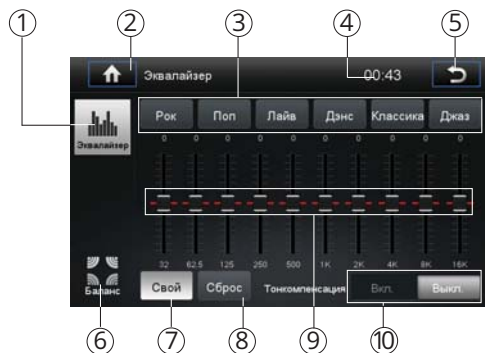 ① ② ③ ④ ⑤
Эквалайзер 00:43
Рок Поп Лайв Дэнс Классика Джаз
Эквалайзер
0 0 0 0 0 0 0 0 0 0
32 62.5 125 250 500 1K 2K 4K 8K 16K
Баланс
Свой Сброс Тонкомпенсация Вкл. Выкл.
⑥ ⑦ ⑧ ⑨ ⑩